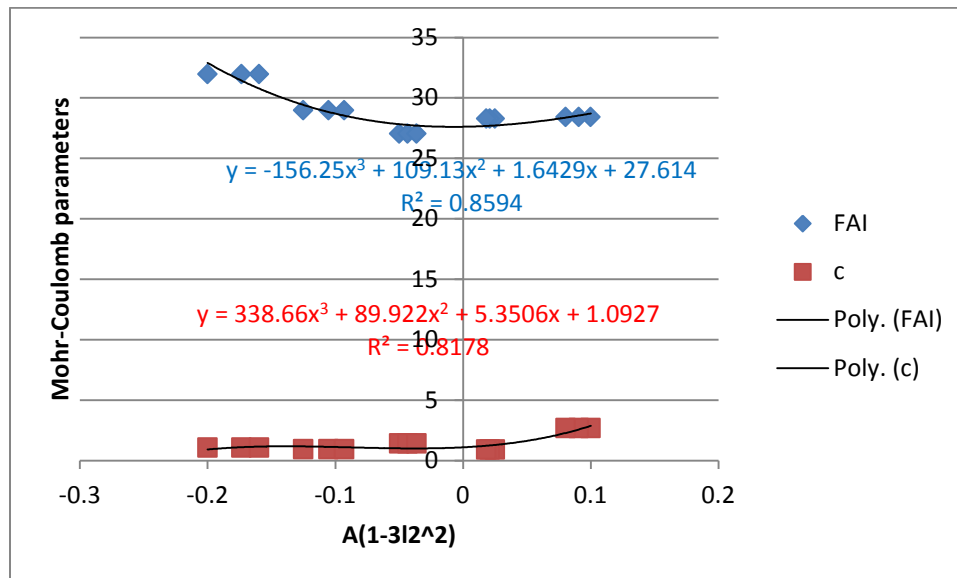 35
30
25
20
15
10
5
0
-0.3
-0.2
-0.1
0
0.1
0.2
Mohr-Coulomb parameters
A(1-3l2^2)
y = -156.25x³ + 109.13x² + 1.6429x + 27.614
R² = 0.8594
y = 338.66x³ + 89.922x² + 5.3506x + 1.0927
R² = 0.8178
FAI
c
Poly. (FAI)
Poly. (c)